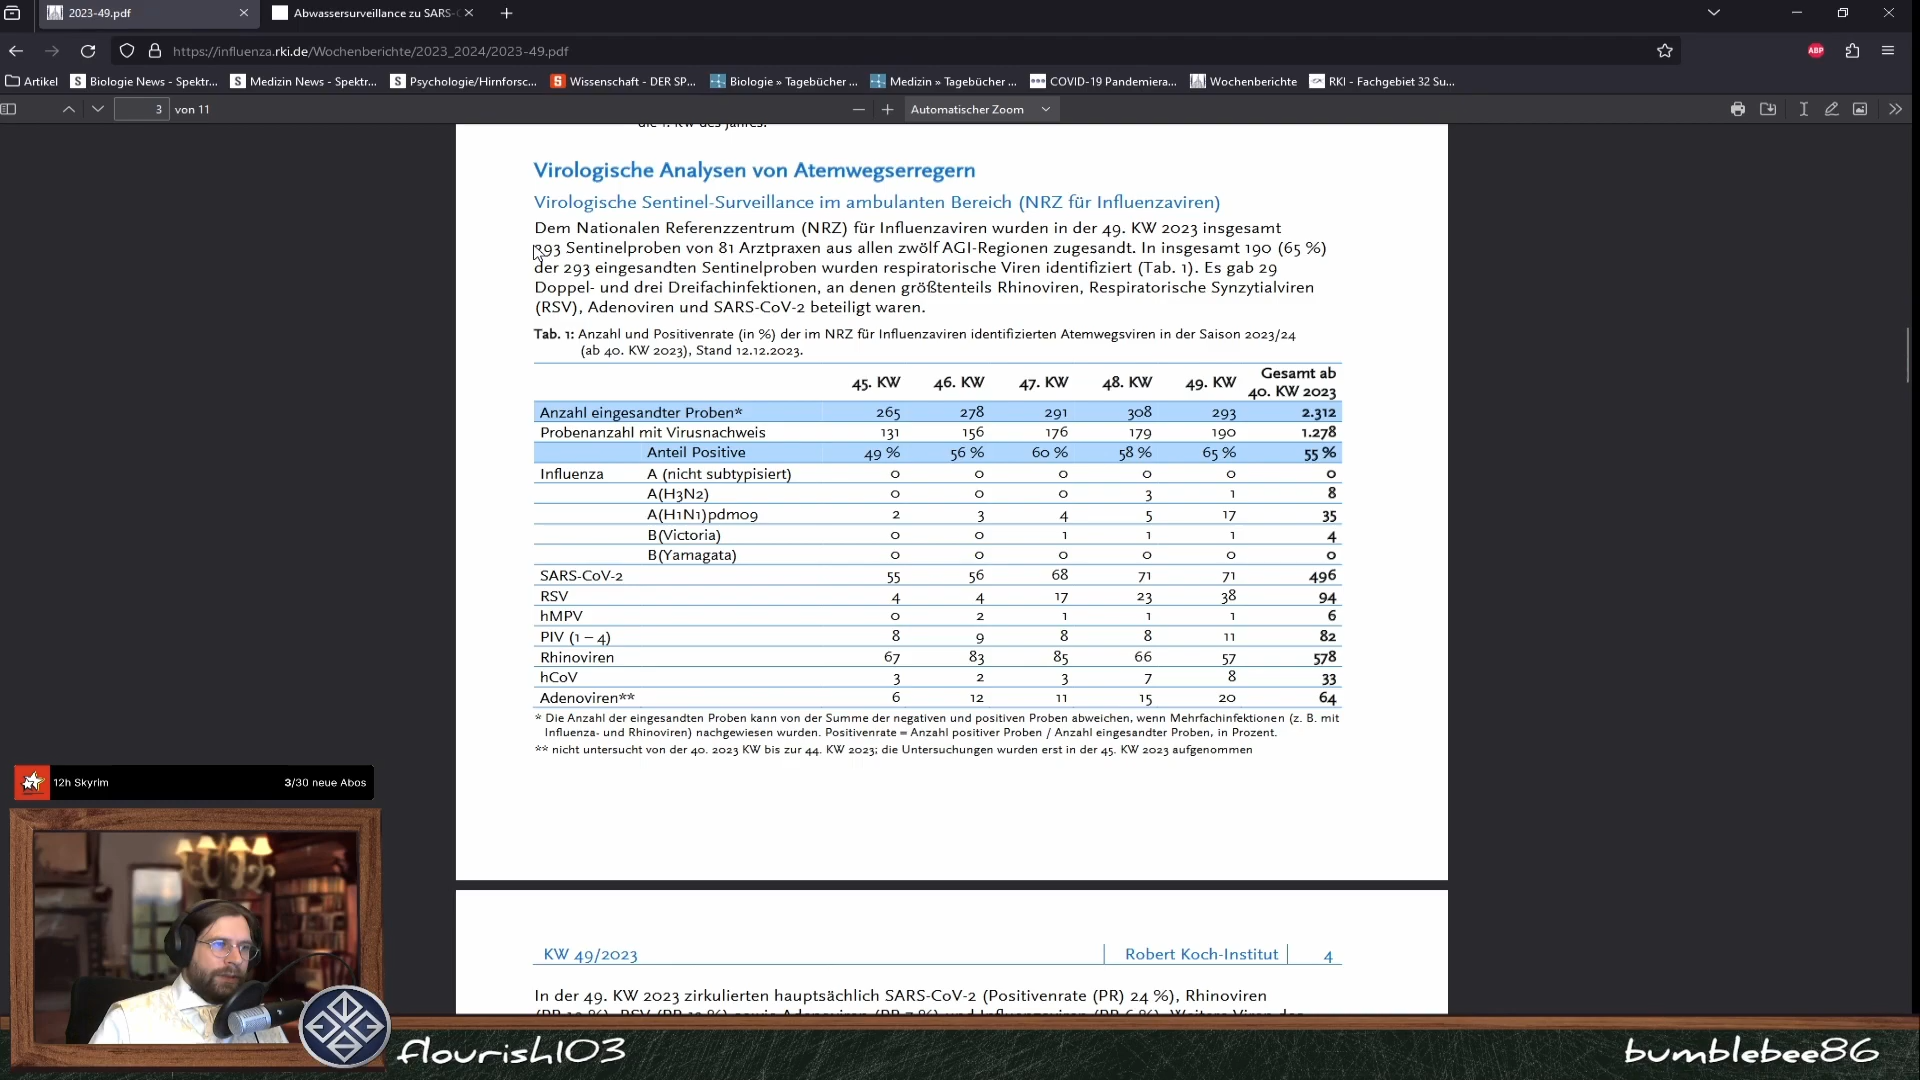 2023-49.pdf
Abwassersurveillance zu SARS-
https://influenza.rki.de/Wochenberichte/2023_2024/2023-49.pdf
ABP
Artikel
Biologie News - Spektr...
Medizin News - Spektr...
Psychologie/Hirnforsc...
Wissenschaft - DER SP...
Biologie » Tagebücher ...
Medizin » Tagebücher ...
COVID-19 Pandemiera...
Wochenberichte
RKI - Fachgebiet 32 Su...
3 von 11
Automatischer Zoom
die 1. KW des Jahres.
Virologische Analysen von Atemwegserregern
Virologische Sentinel-Surveillance im ambulanten Bereich (NRZ für Influenzaviren)
Dem Nationalen Referenzzentrum (NRZ) für Influenzaviren wurden in der 49. KW 2023 insgesamt
293 Sentinelproben von 81 Arztpraxen aus allen zwölf AGI-Regionen zugesandt. In insgesamt 190 (65 %)
der 293 eingesandten Sentinelproben wurden respiratorische Viren identifiziert (Tab. 1). Es gab 29
Doppel- und drei Dreifachinfektionen, an denen größtenteils Rhinoviren, Respiratorische Synzytialviren
(RSV), Adenoviren und SARS-CoV-2 beteiligt waren.
Tab. 1: Anzahl und Positivenrate (in %) der im NRZ für Influenzaviren identifizierten Atemwegsviren in der Saison 2023/24
(ab 40. KW 2023), Stand 12.12.2023.
45. KW 46. KW 47. KW 48. KW 49. KW Gesamt ab
40. KW 2023
Anzahl eingesandter Proben* 265 278 291 308 293 2.312
Probenanzahl mit Virusnachweis 131 156 176 179 190 1.278
Anteil Positive 49 % 56 % 60 % 58 % 65 % 55 %
Influenza A (nicht subtypisiert) 0 0 0 0 0 0
A(H3N2) 0 0 0 3 1 8
A(H1N1)pdm09 2 3 4 5 17 35
B(Victoria) 0 0 1 1 1 4
B(Yamagata) 0 0 0 0 0 0
SARS-CoV-2 55 56 68 71 71 496
RSV 4 4 17 23 38 94
hMPV 0 2 1 1 1 6
PIV (1 – 4) 8 9 8 8 11 82
Rhinoviren 67 83 85 66 57 578
hCoV 3 2 3 7 8 33
Adenoviren** 6 12 11 15 20 64
* Die Anzahl der eingesandten Proben kann von der Summe der negativen und positiven Proben abweichen, wenn Mehrfachinfektionen (z. B. mit
Influenza- und Rhinoviren) nachgewiesen wurden. Positivenrate = Anzahl positiver Proben / Anzahl eingesandter Proben, in Prozent.
** nicht untersucht von der 40. 2023 KW bis zur 44. KW 2023; die Untersuchungen wurden erst in der 45. KW 2023 aufgenommen
12h Skyrim 3/30 neue Abos
KW 49/2023 Robert Koch-Institut 4
In der 49. KW 2023 zirkulierten hauptsächlich SARS-CoV-2 (Positivenrate (PR) 24 %), Rhinoviren
flourish103
bumblebee86